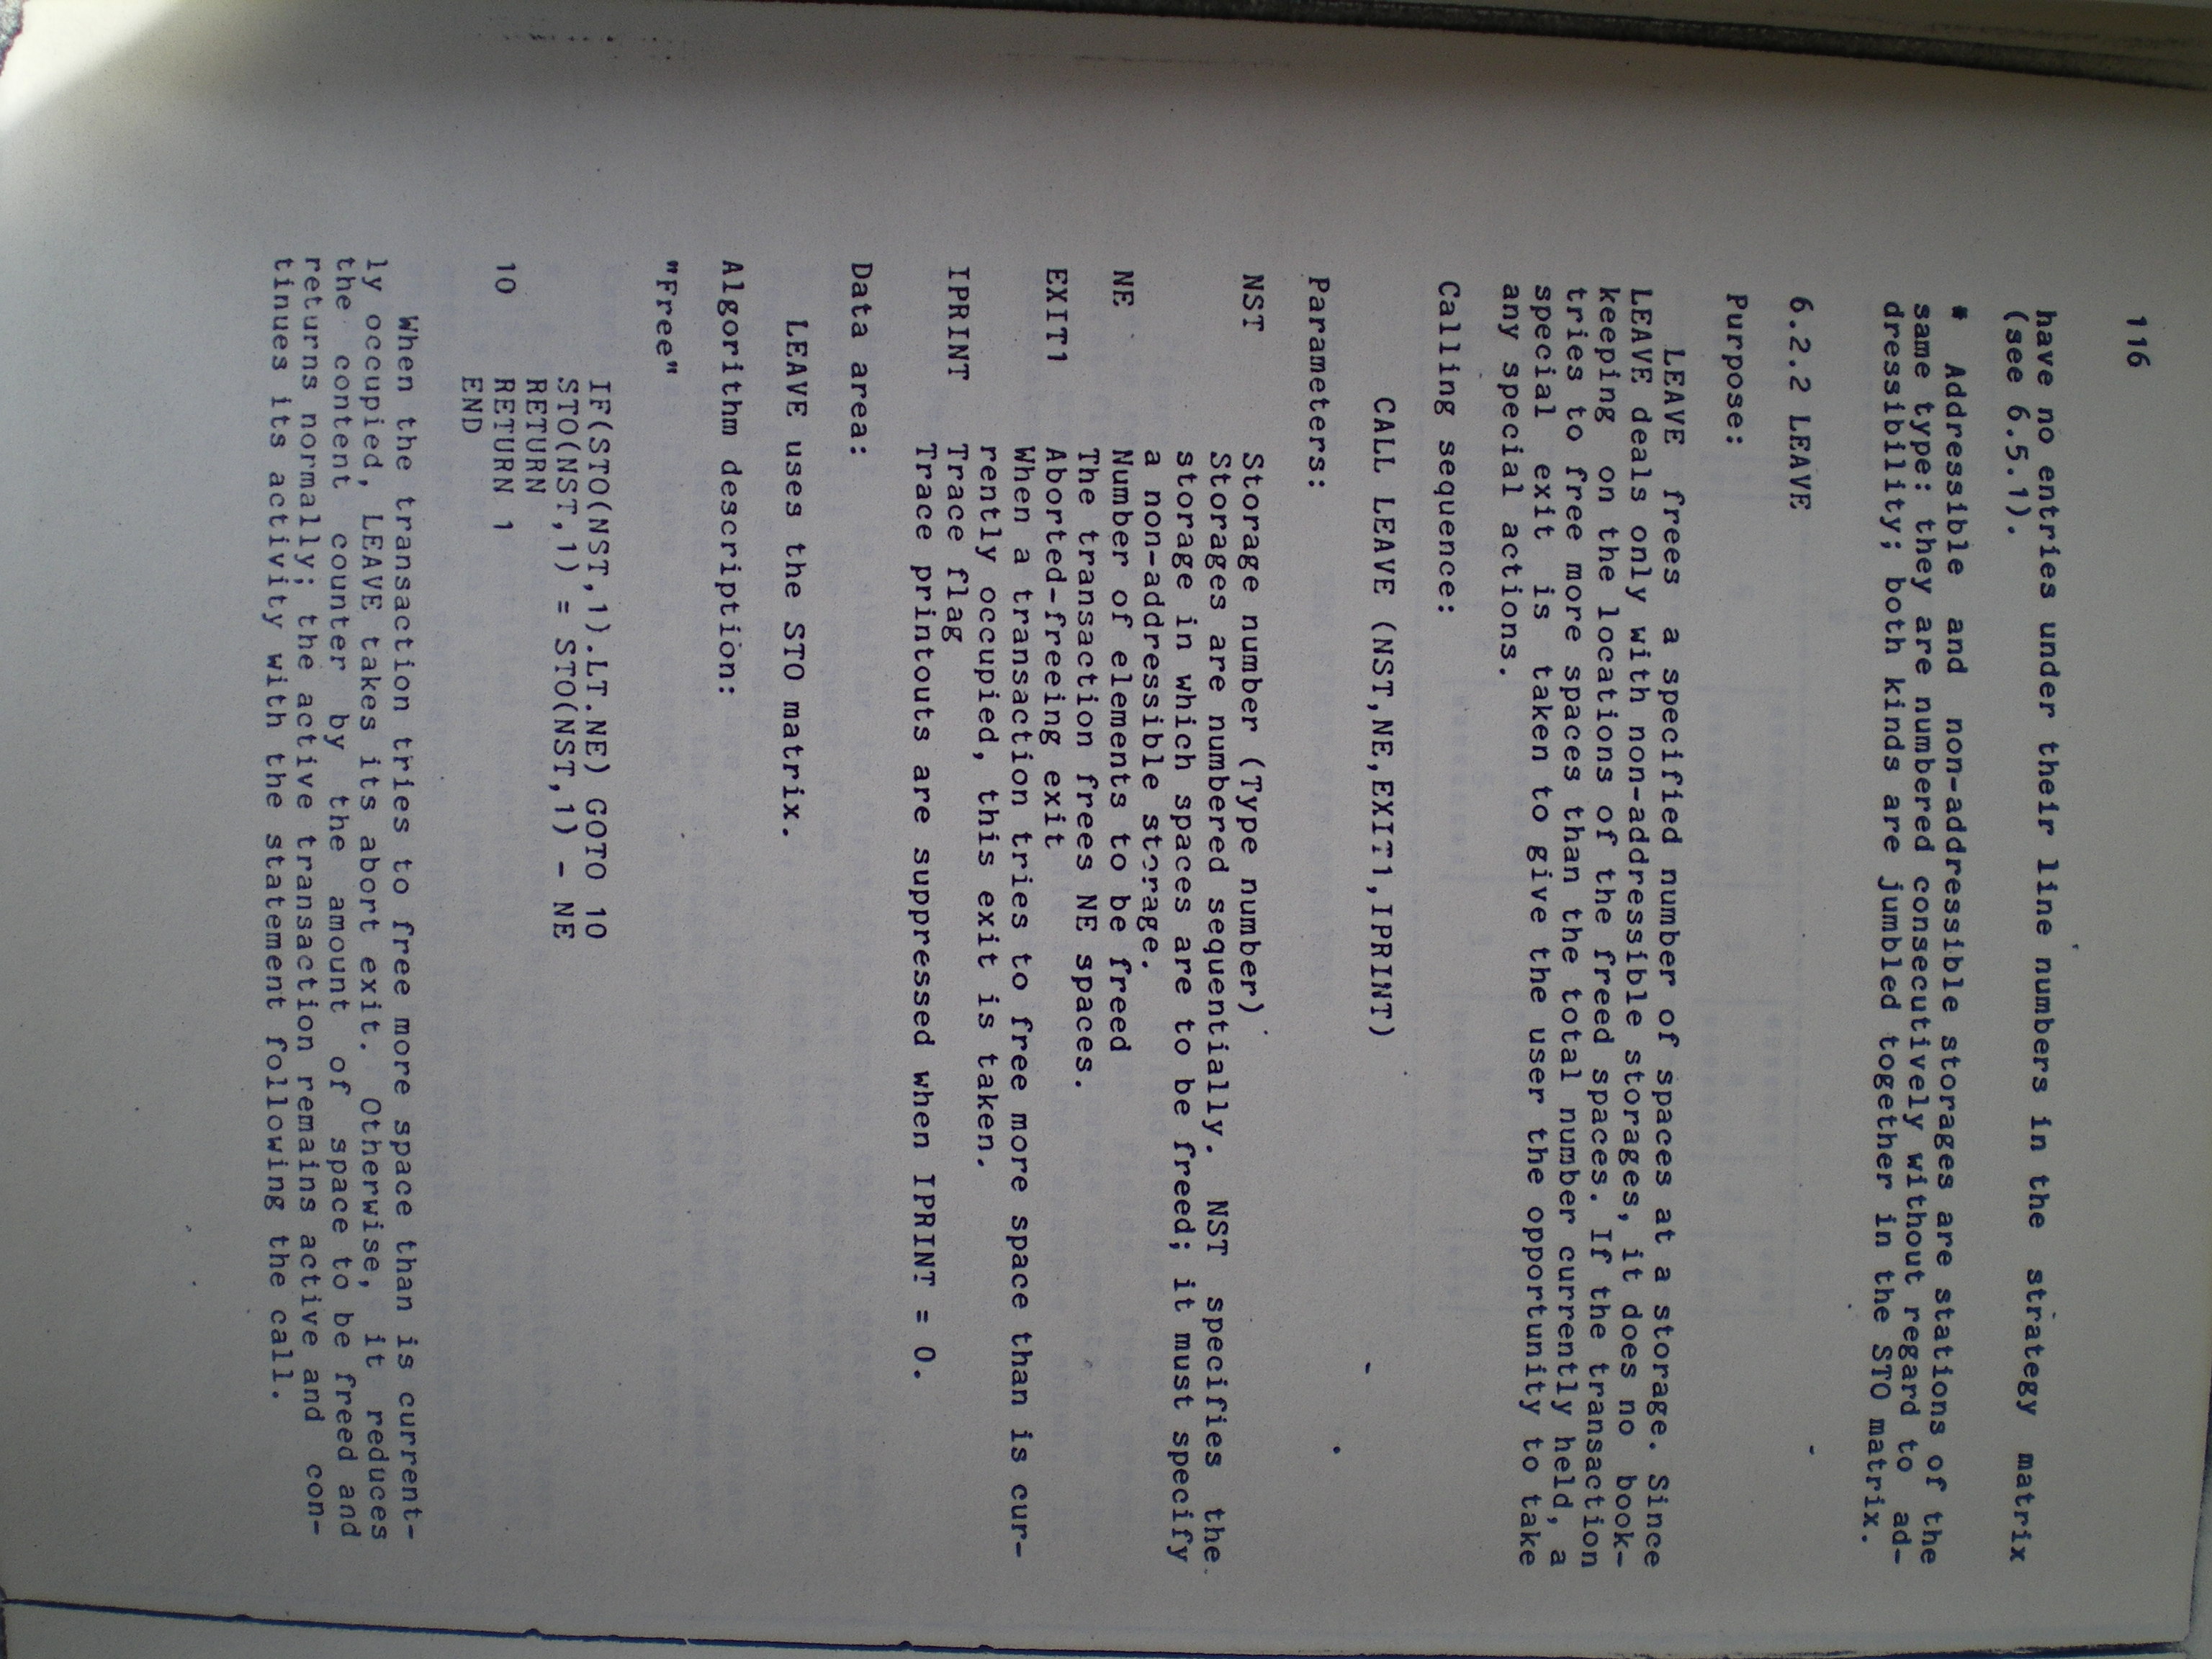 116
have no entries under their line numbers in the strategy matrix
(see 6.5.1).
* Addressible and non-addressible storages are stations of the
same type: they are numbered consecutively without regard to ad-
dressibility; both kinds are jumbled together in the STO matrix.
6.2.2 LEAVE
Purpose:
LEAVE frees a specified number of spaces at a storage. Since
LEAVE deals only with non-addressible storages, it does no book-
keeping on the locations of the freed spaces. If the transaction
tries to free more spaces than the total number currently held, a
special exit is taken to give the user the opportunity to take
any special actions.
Calling sequence:
CALL LEAVE (NST,NE,EXIT1,IPRINT)
Parameters:
NST Storage number (Type number)
Storages are numbered sequentially. NST specifies the
storage in which spaces are to be freed; it must specify
a non-addressible storage.
NE Number of elements to be freed
The transaction frees NE spaces.
EXIT1 Aborted-freeing exit
When a transaction tries to free more space than is cur-
rently occupied, this exit is taken.
IPRINT Trace flag
Trace printouts are suppressed when IPRINT = 0.
Data area:
LEAVE uses the STO matrix.
Algorithm description:
"Free"
IF(STO(NST,1).LT.NE) GOTO 10
STO(NST,1) = STO(NST,1) - NE
RETURN
10 RETURN 1
END
When the transaction tries to free more space than is current-
ly occupied, LEAVE takes its abort exit. Otherwise, it reduces
the content counter by the amount of space to be freed and
returns normally; the active transaction remains active and con-
tinues its activity with the statement following the call.